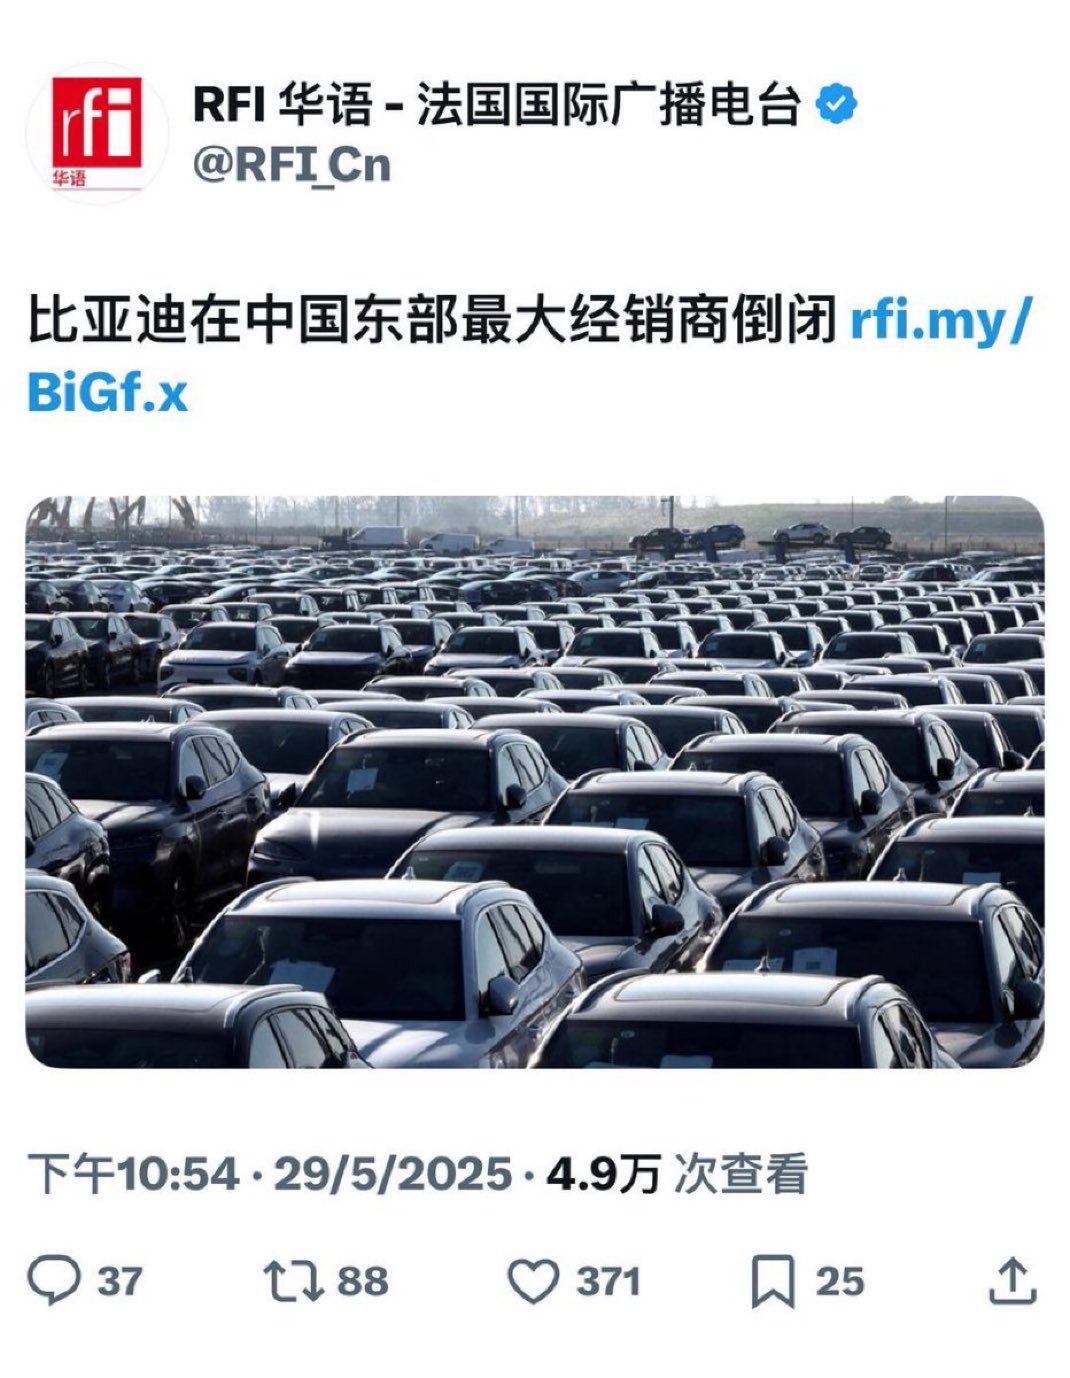 rfi
华语
RFI 华语 - 法国国际广播电台
@RFI_Cn
比亚迪在中国东部最大经销商倒闭 rfi.my/
BiGf.x
下午10:54 · 29/5/2025 · 4.9万 次查看
37 88 371 25